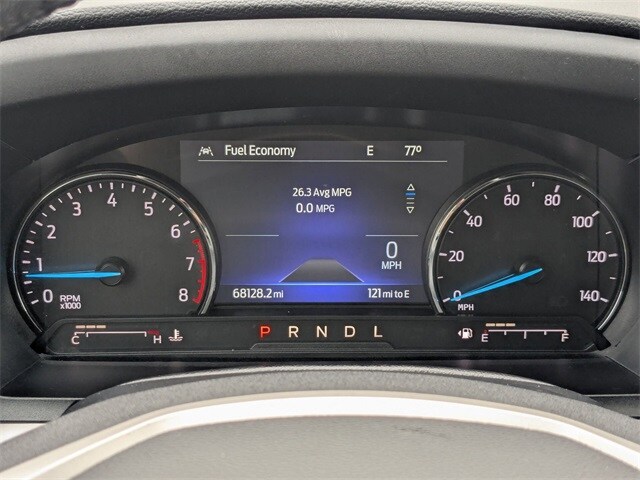 Fuel Economy E 77°
26.3 Avg MPG
0.0 MPG
0
MPH
68128.2 mi 121 mi to E
0 1 2 3 4 5 6 7 8
RPM
x1000
0 20 40 60 80 100 120 140
MPH
C H
P R N D L
E F